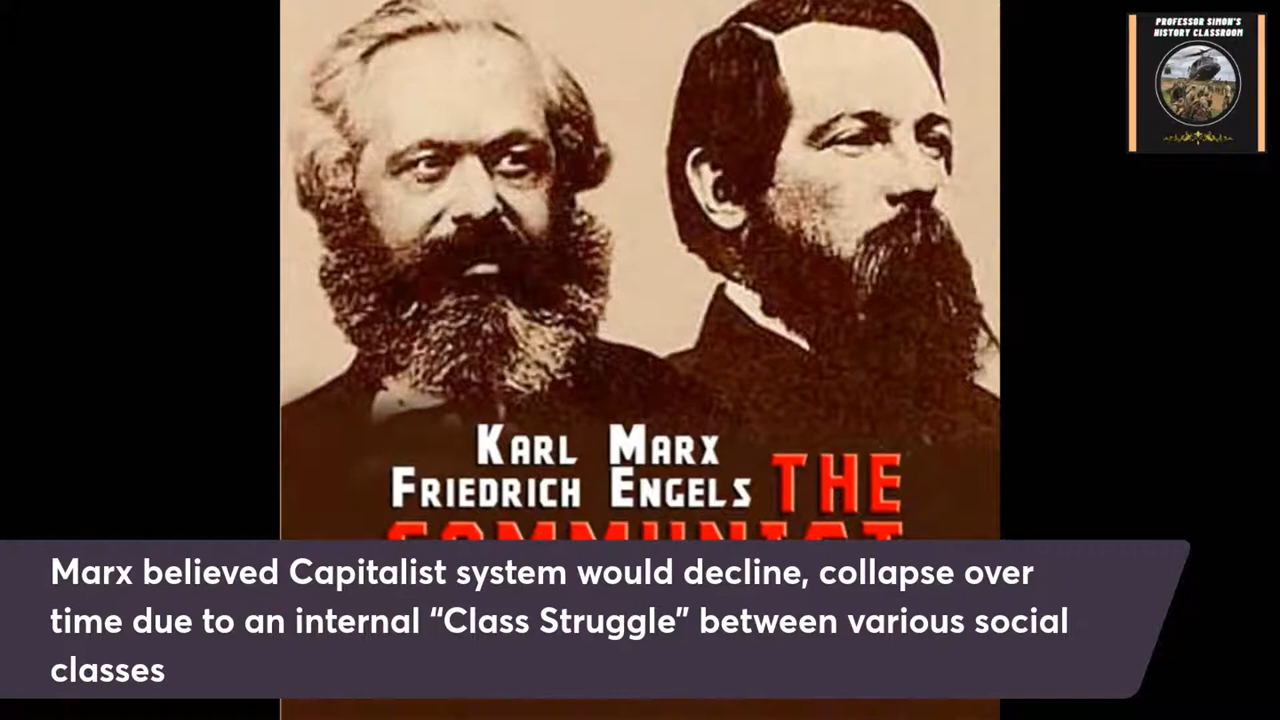 PROFESSOR SIMON'S
HISTORY CLASSROOM
KARL MARX
FRIEDRICH ENGELS THE
COMMUNIST
Marx believed Capitalist system would decline, collapse over
time due to an internal “Class Struggle” between various social
classes